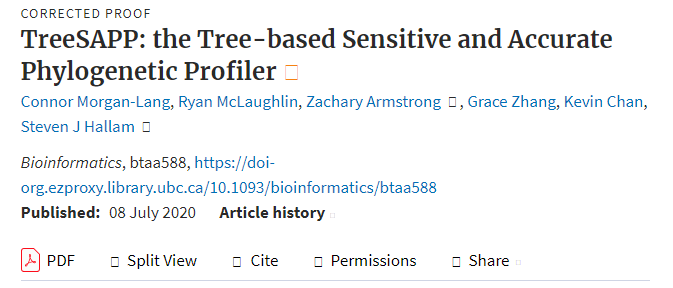 CORRECTED PROOF
TreeSAPP: the Tree-based Sensitive and Accurate
Phylogenetic Profiler
Connor Morgan-Lang, Ryan McLaughlin, Zachary Armstrong , Grace Zhang, Kevin Chan,
Steven J Hallam
Bioinformatics, btaa588, https://doi-
org.ezproxy.library.ubc.ca/10.1093/bioinformatics/btaa588
Published: 08 July 2020 Article history
PDF Split View Cite Permissions Share